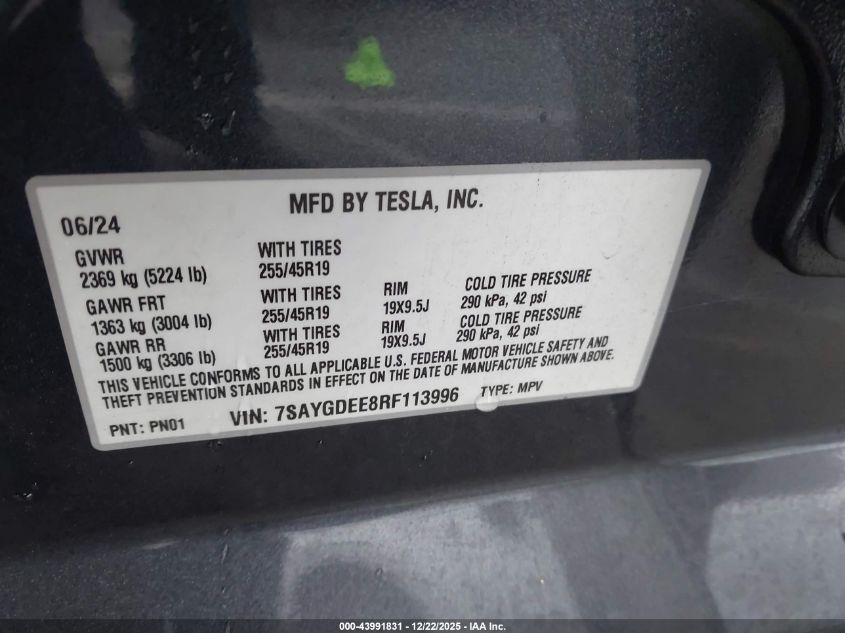 MFD BY TESLA, INC.
06/24
GVWR WITH TIRES
2369 kg (5224 lb) 255/45R19
GAWR FRT WITH TIRES RIM COLD TIRE PRESSURE
1363 kg (3004 lb) 255/45R19 19X9.5J 290 kPa, 42 psi
GAWR RR WITH TIRES RIM COLD TIRE PRESSURE
1500 kg (3306 lb) 255/45R19 19X9.5J 290 kPa, 42 psi
THIS VEHICLE CONFORMS TO ALL APPLICABLE U.S. FEDERAL MOTOR VEHICLE SAFETY AND
THEFT PREVENTION STANDARDS IN EFFECT ON THE DATE OF MANUFACTURE SHOWN ABOVE.
PNT: PN01 VIN: 7SAYGDEE8RF113996 TYPE: MPV
000-43991831 - 12/22/2025 - IAA Inc.